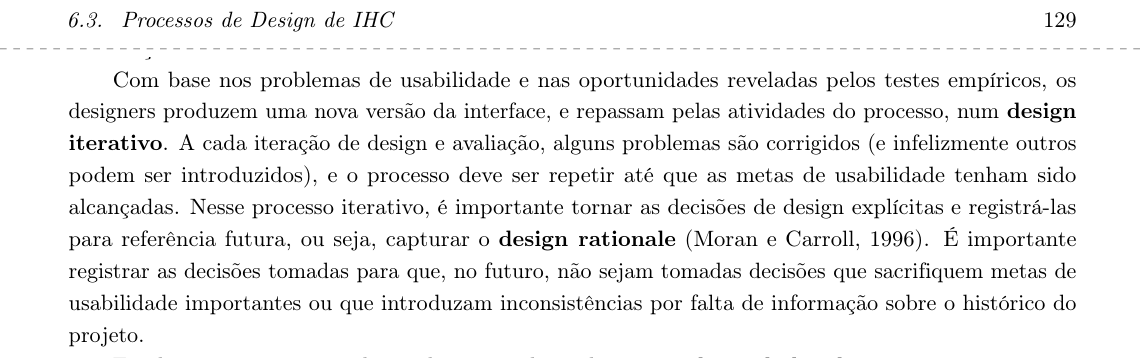 6.3. Processos de Design de IHC 129
Com base nos problemas de usabilidade e nas oportunidades reveladas pelos testes empíricos, os
designers produzem uma nova versão da interface, e repassam pelas atividades do processo, num design
iterativo. A cada iteração de design e avaliação, alguns problemas são corrigidos (e infelizmente outros
podem ser introduzidos), e o processo deve ser repetir até que as metas de usabilidade tenham sido
alcançadas. Nesse processo iterativo, é importante tornar as decisões de design explícitas e registrá-las
para referência futura, ou seja, capturar o design rationale (Moran e Carroll, 1996). É importante
registrar as decisões tomadas para que, no futuro, não sejam tomadas decisões que sacrifiquem metas de
usabilidade importantes ou que introduzam inconsistências por falta de informação sobre o histórico do
projeto.